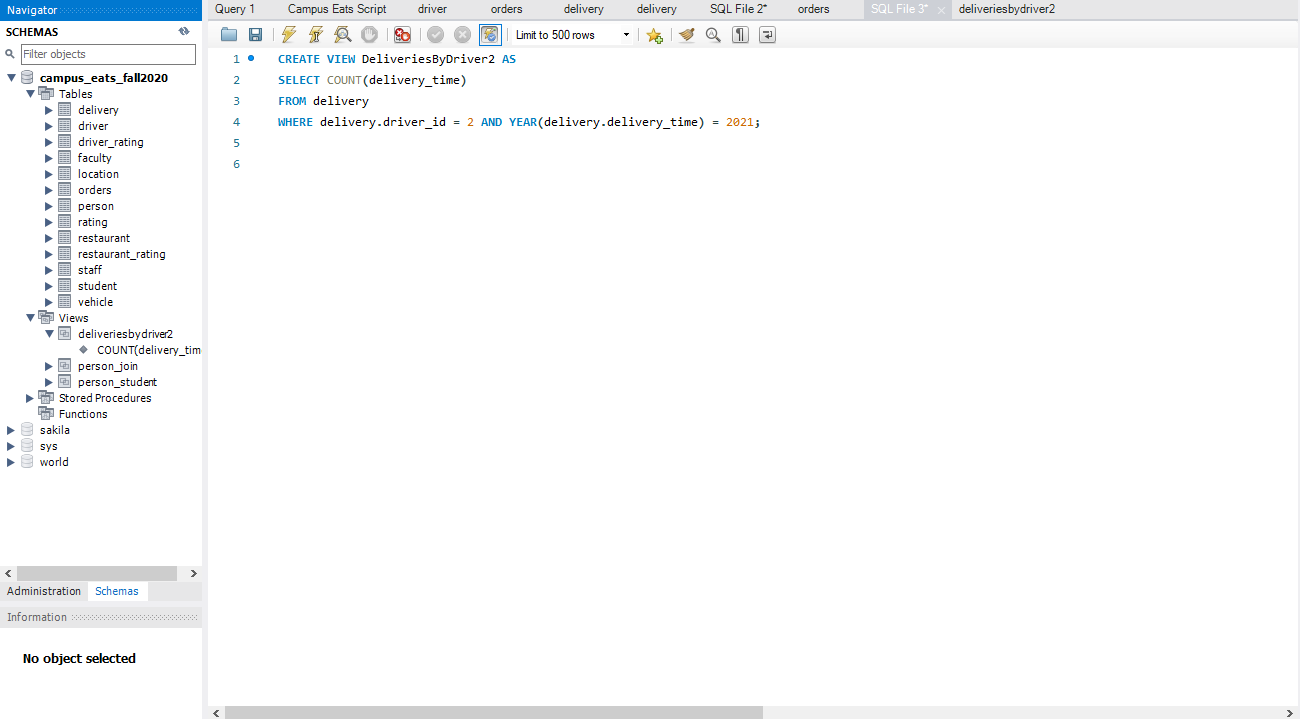 Navigator
SCHEMAS
Filter objects
campus_eats_fall2020
Tables
delivery
driver
driver_rating
faculty
location
orders
person
rating
restaurant
restaurant_rating
staff
student
vehicle
Views
deliveriesbydriver2
COUNT(delivery_tim
person_join
person_student
Stored Procedures
Functions
sakila
sys
world
Administration Schemas
Information
No object selected
Query 1 Campus Eats Script driver orders delivery delivery SQL File 2* orders SQL File 3* deliveriesbydriver2
Limit to 500 rows
1 CREATE VIEW DeliveriesByDriver2 AS
2 SELECT COUNT(delivery_time)
3 FROM delivery
4 WHERE delivery.driver_id = 2 AND YEAR(delivery.delivery_time) = 2021;
5
6